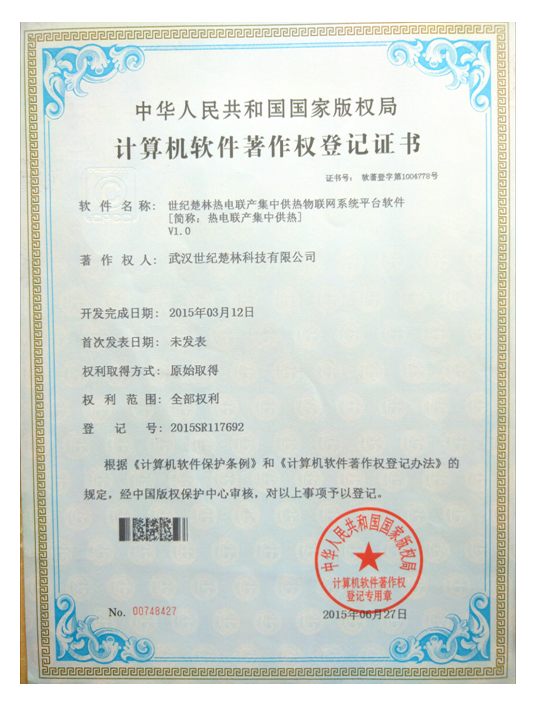 中华人民共和国国家版权局
计算机软件著作权登记证书
证书号： 软著登字第1004778号
软件名称： 世纪楚林热电联产集中供热物联网系统平台软件
[简称：热电联产集中供热]
V1.0
著作权人： 武汉世纪楚林科技有限公司
开发完成日期： 2015年03月12日
首次发表日期： 未发表
权利取得方式： 原始取得
权利范围： 全部权利
登记号： 2015SR117692
根据《计算机软件保护条例》和《计算机软件著作权登记办法》的
规定，经中国版权保护中心审核，对以上事项予以登记。
中华人民共和国国家版权局
计算机软件著作权
登记专用章
No. 00748427
2015年06月27日